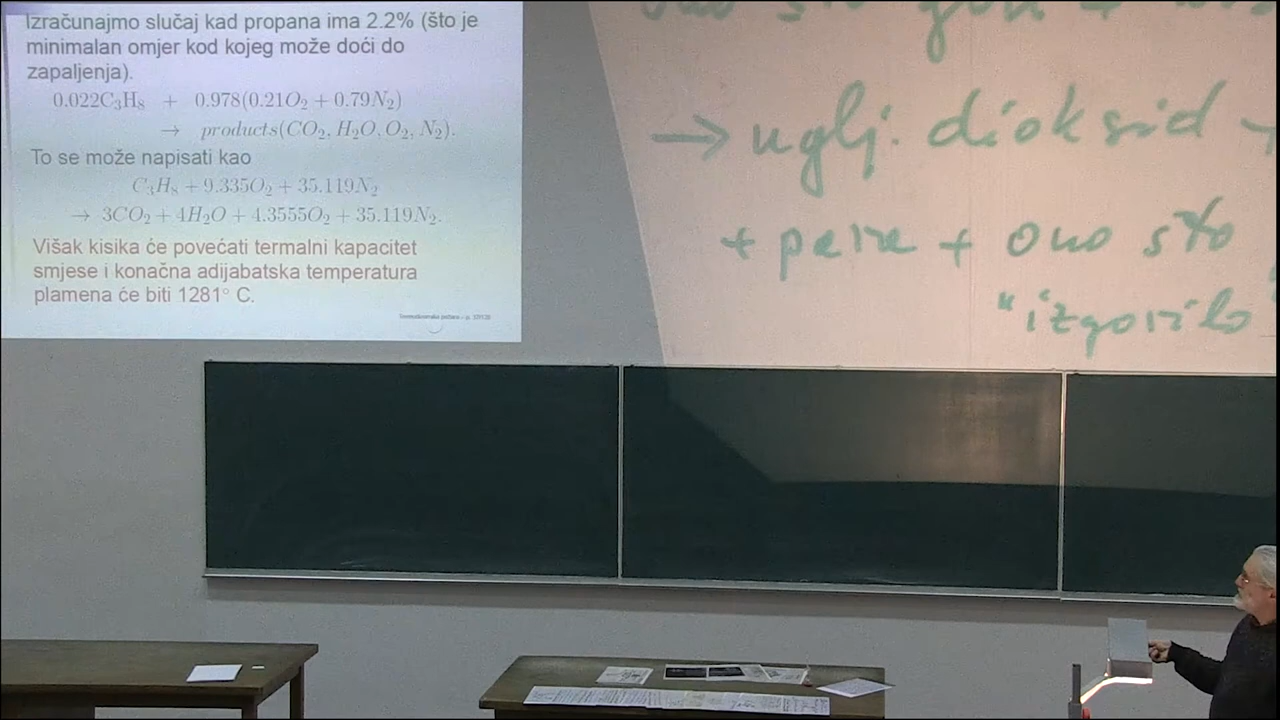 Izračunajmo slučaj kad propana ima 2.2% (što je
minimalan omjer kod kojeg može doći do
zapaljenja).
0.022C₃H₈ + 0.978(0.21O₂ + 0.79N₂)
→ products(CO₂, H₂O, O₂, N₂).
To se može napisati kao
C₃H₈ + 9.335O₂ + 35.119N₂
→ 3CO₂ + 4H₂O + 4.3555O₂ + 35.119N₂.
Višak kisika će povećati termalni kapacitet
smjese i konačna adijabatska temperatura
plamena će biti 1281° C.
→ uglj. dioksid +
+ para + ono što
"izgorilo"